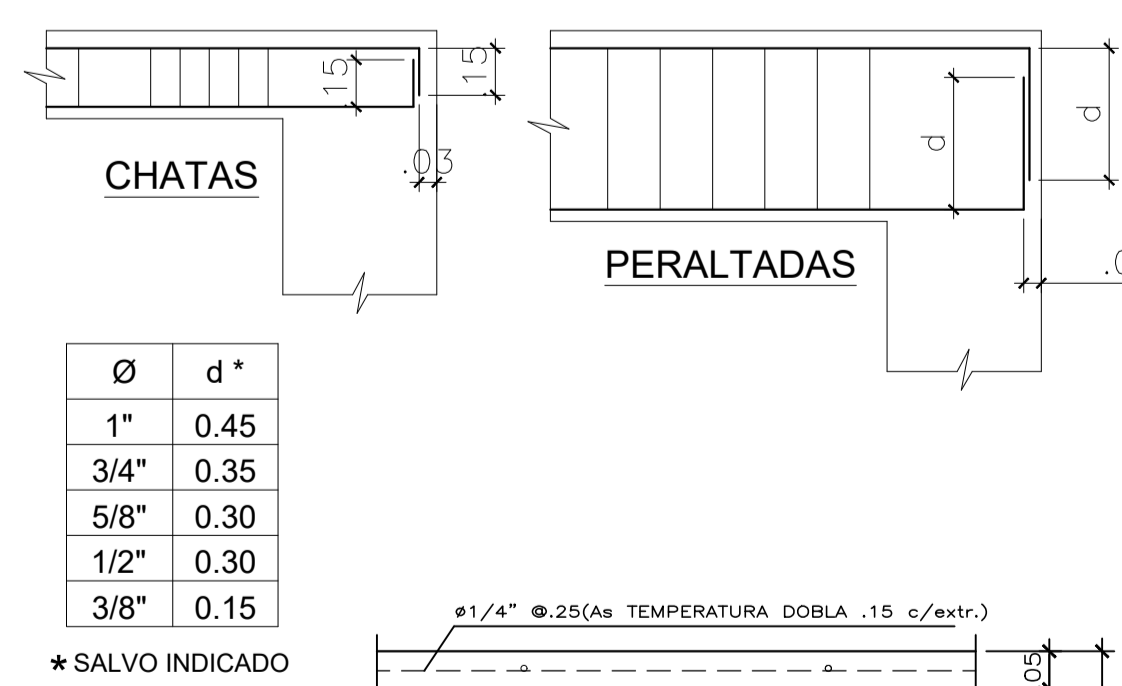 .15
.15
.03
CHATAS
d
d
PERALTADAS
Ø d *
1" 0.45
3/4" 0.35
5/8" 0.30
1/2" 0.30
3/8" 0.15
* SALVO INDICADO
ø1/4" @.25(As TEMPERATURA DOBLA .15 c/extr.)